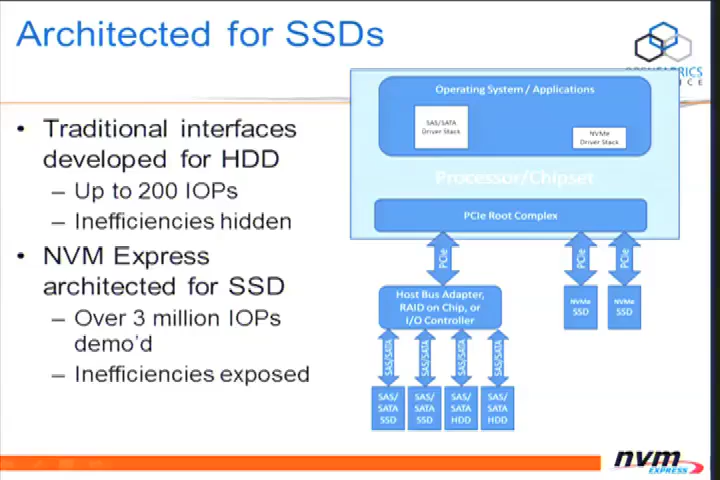 Architected for SSDs
OPENFABRICS
• Traditional interfaces
developed for HDD
– Up to 200 IOPs
– Inefficiencies hidden
• NVM Express
architected for SSD
– Over 3 million IOPs
demo’d
– Inefficiencies exposed
Operating System / Applications
SAS/SATA
Driver Stack
NVMe
Driver Stack
Processor/Chipset
PCIe Root Complex
PCIe
PCIe
PCIe
Host Bus Adapter,
RAID on Chip, or
I/O Controller
NVMe
SSD
NVMe
SSD
SAS/SATA
SAS/SATA
SAS/SATA
SAS/SATA
SAS/
SATA
SSD
SAS/
SATA
SSD
SAS/
SATA
HDD
SAS/
SATA
HDD
nvm
EXPRESS